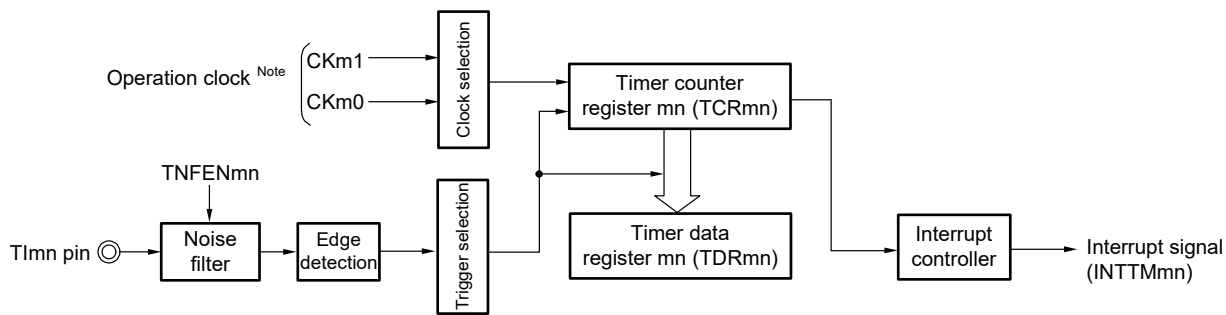 Operation clock Note
CKm1
CKm0
Clock selection
Timer counter
register mn (TCRmn)
TNFENmn
TImn pin
Noise
filter
Edge
detection
Trigger selection
Timer data
register mn (TDRmn)
Interrupt
controller
Interrupt signal
(INTTMmn)